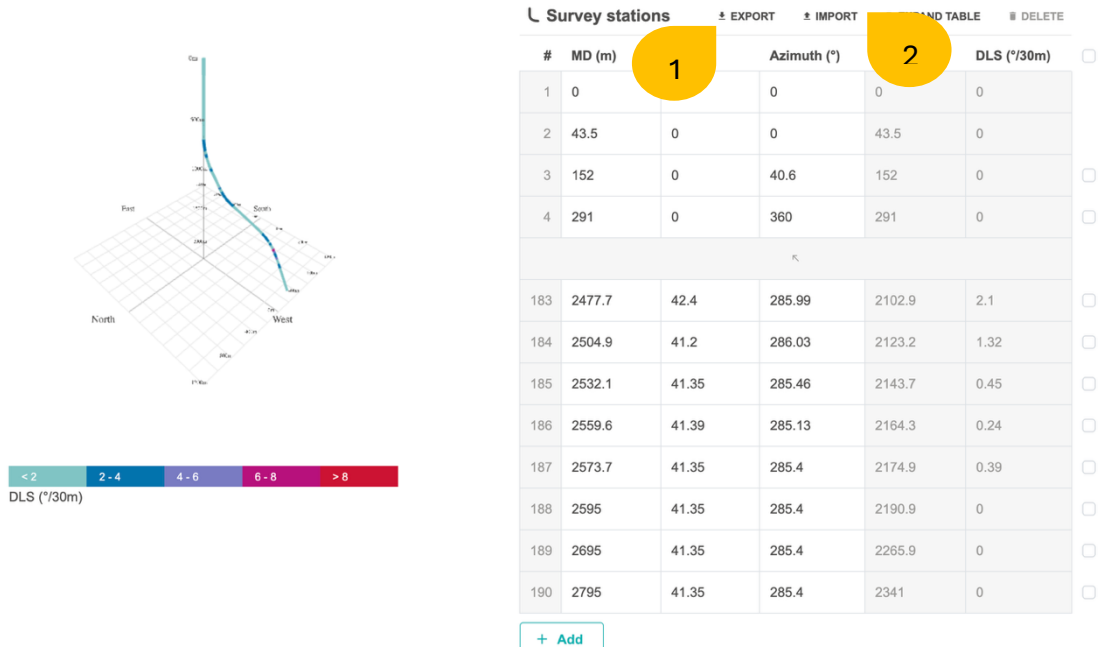 Survey stations EXPORT IMPORT AND TABLE DELETE
# MD (m) 1 Azimuth (°) 2 DLS (°/30m)
1 0 0 0 0
2 43.5 0 0 43.5 0
3 152 0 40.6 152 0
4 291 0 360 291 0
183 2477.7 42.4 285.99 2102.9 2.1
184 2504.9 41.2 286.03 2123.2 1.32
185 2532.1 41.35 285.46 2143.7 0.45
186 2559.6 41.39 285.13 2164.3 0.24
187 2573.7 41.35 285.4 2174.9 0.39
188 2595 41.35 285.4 2190.9 0
189 2695 41.35 285.4 2265.9 0
190 2795 41.35 285.4 2341 0
+ Add
0m
East
South
North
West
< 2 2 - 4 4 - 6 6 - 8 > 8
DLS (°/30m)